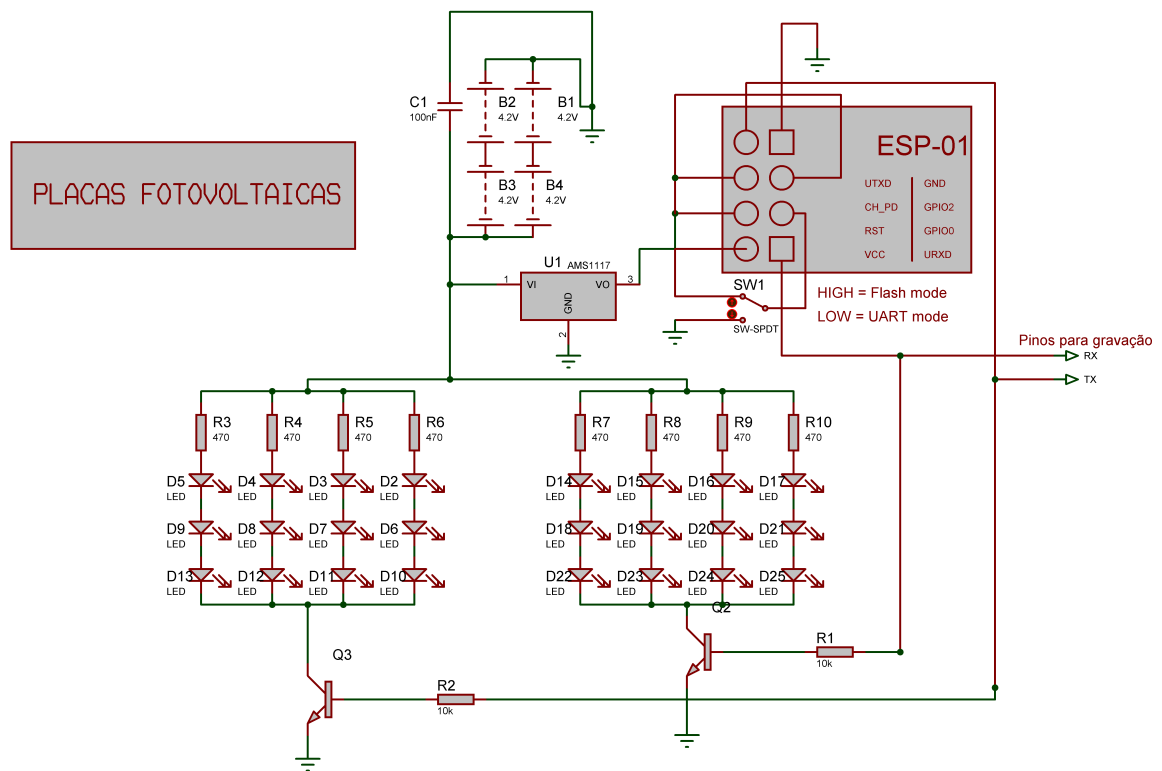 C1
100nF
B2
4.2V
B1
4.2V
B3
4.2V
B4
4.2V
PLACAS FOTOVOLTAICAS
ESP-01
UTXD GND
CH_PD GPIO2
RST GPIO0
VCC URXD
U1 AMS1117
1 VI VO 3
GND
2
SW1
SW-SPDT
HIGH = Flash mode
LOW = UART mode
Pinos para gravação
RX
TX
R3
470
R4
470
R5
470
R6
470
R7
470
R8
470
R9
470
R10
470
D5
LED
D4
LED
D3
LED
D2
LED
D14
LED
D15
LED
D16
LED
D17
LED
D9
LED
D8
LED
D7
LED
D6
LED
D18
LED
D19
LED
D20
LED
D21
LED
D13
LED
D12
LED
D11
LED
D10
LED
D22
LED
D23
LED
D24
LED
D25
LED
Q2
R1
10k
Q3
R2
10k